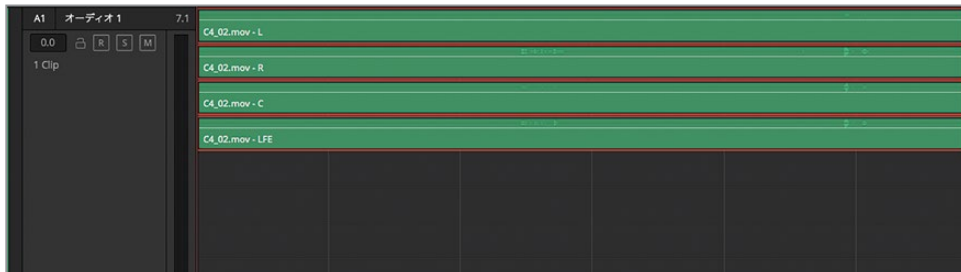 A1 オーディオ 1 7.1
0.0 R S M
1 Clip
C4_02.mov - L
C4_02.mov - R
C4_02.mov - C
C4_02.mov - LFE